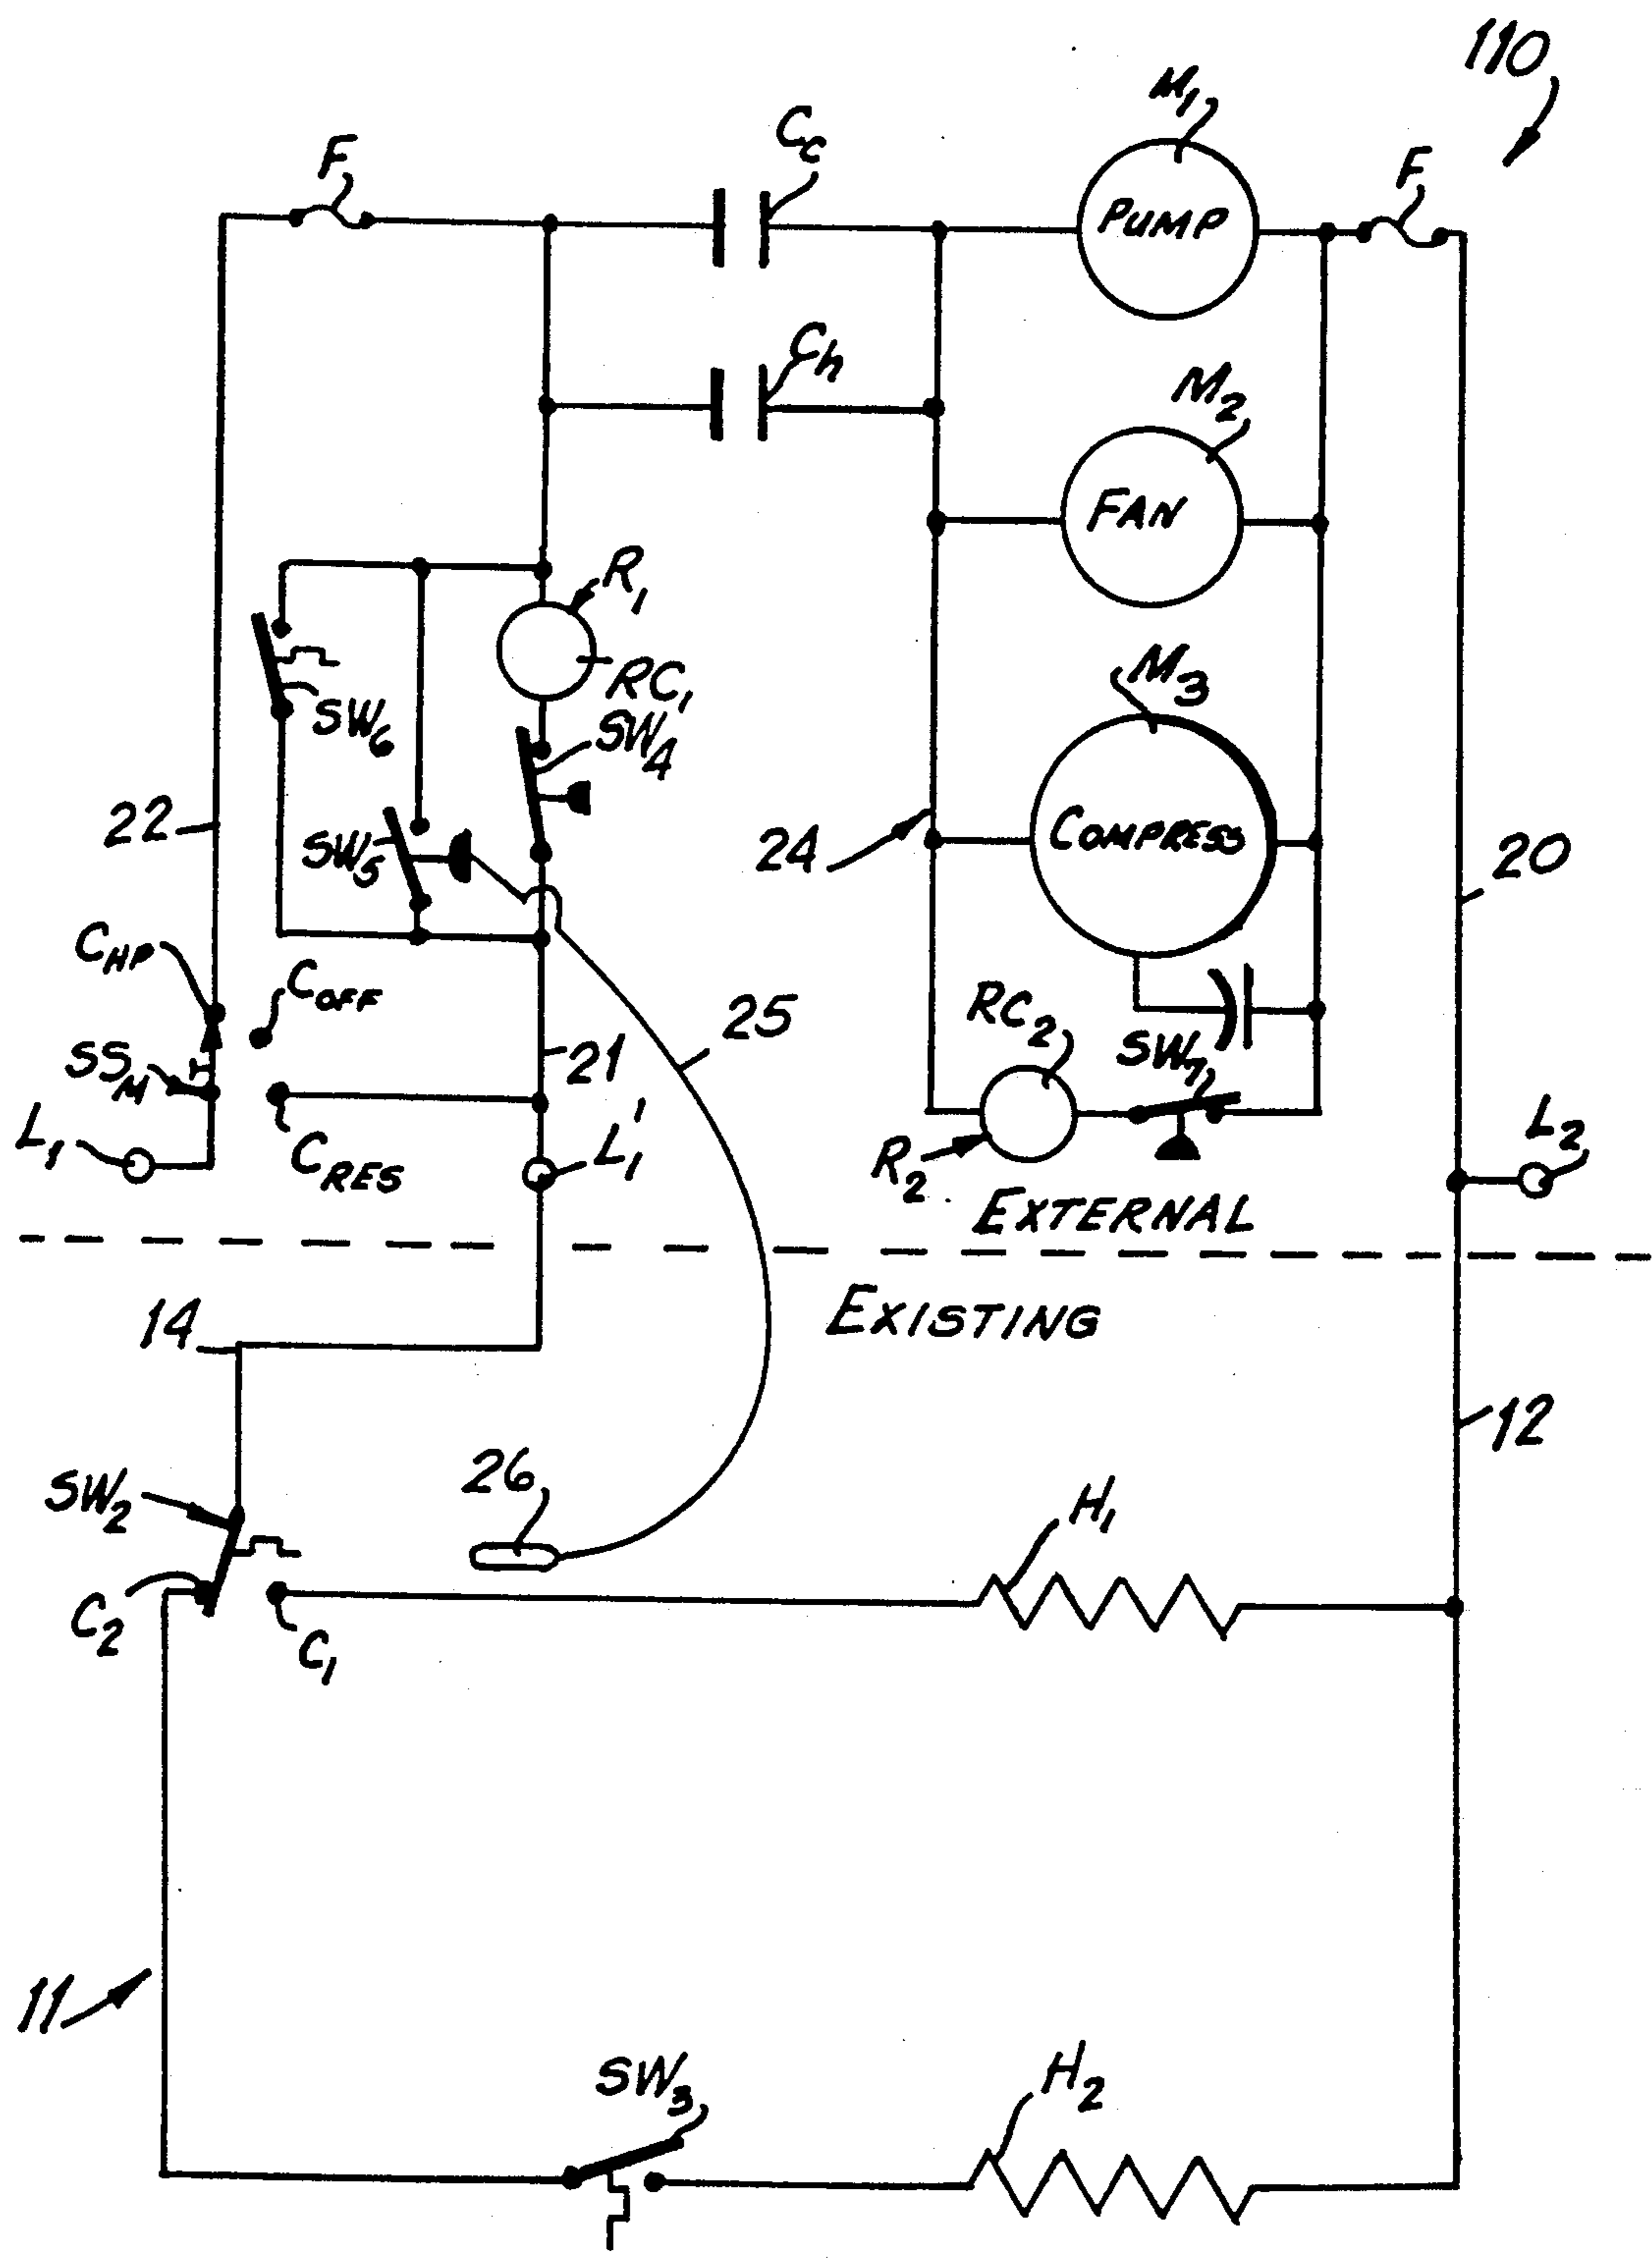 110
M1
Cc
F
F
PUMP
Ch
M2
FAN
R1
RC1
M3
SW6
SW4
22
SW5
24
COMPRESS
20
CHP
COFF
RC2
25
SSM
21
SW7
L1
CRES
L1'
R2
L2
EXTERNAL
EXISTING
14
12
26
SW2
H1
C2
C1
11
SW3
H2